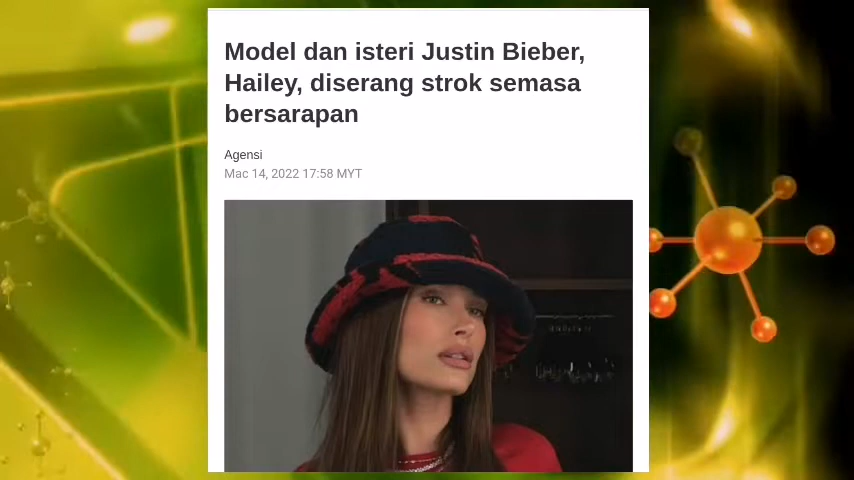 Model dan isteri Justin Bieber,
Hailey, diserang strok semasa
bersarapan
Agensi
Mac 14, 2022 17:58 MYT